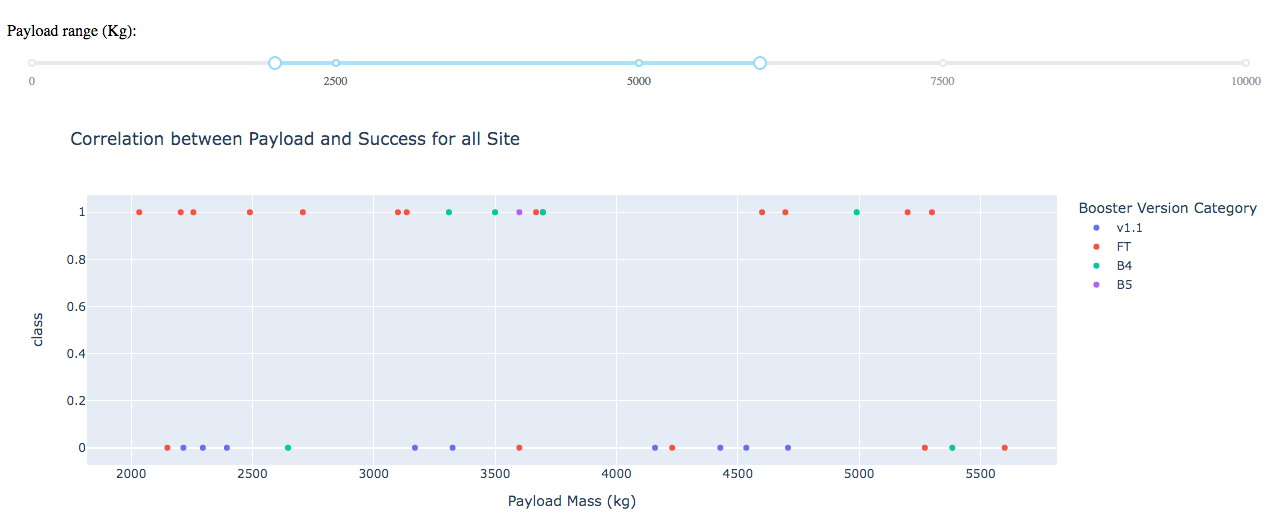 Payload range (Kg):
0 2500 5000 7500 10000
Correlation between Payload and Success for all Site
Booster Version Category
v1.1
FT
B4
B5
1
0.8
0.6
0.4
0.2
0
class
2000 2500 3000 3500 4000 4500 5000 5500
Payload Mass (kg)